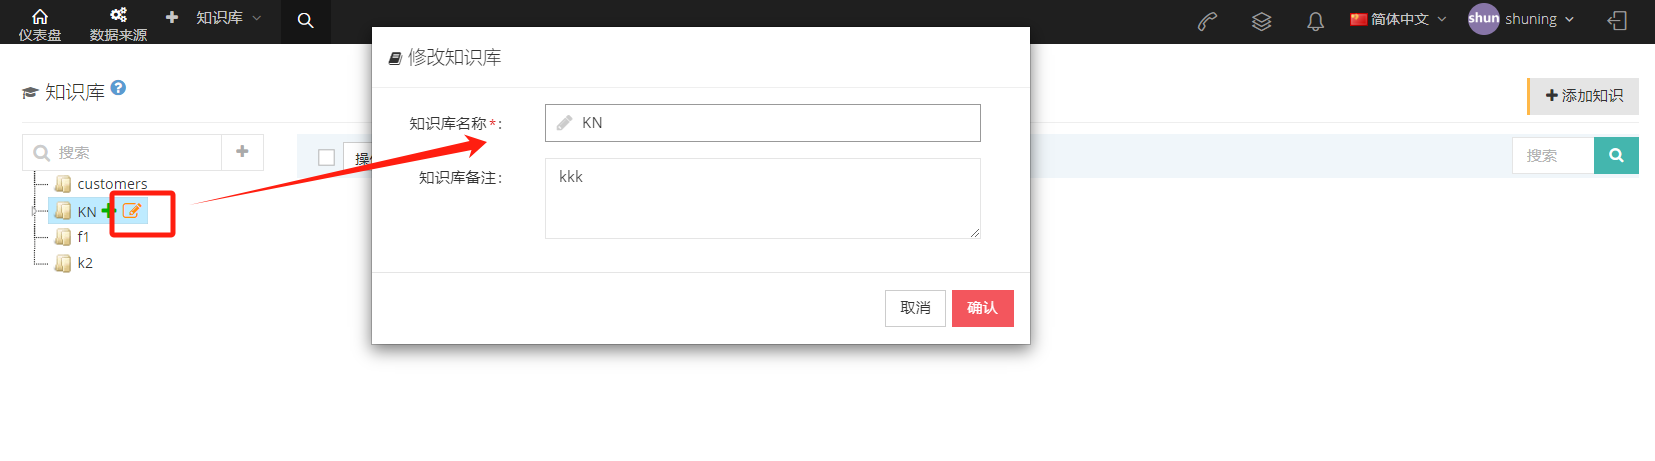 仪表盘
数据来源
知识库
简体中文
shun
shuning
修改知识库
知识库
添加知识
知识库名称*：
KN
搜索
搜索
customers
知识库备注：
kkk
KN
f1
k2
取消
确认